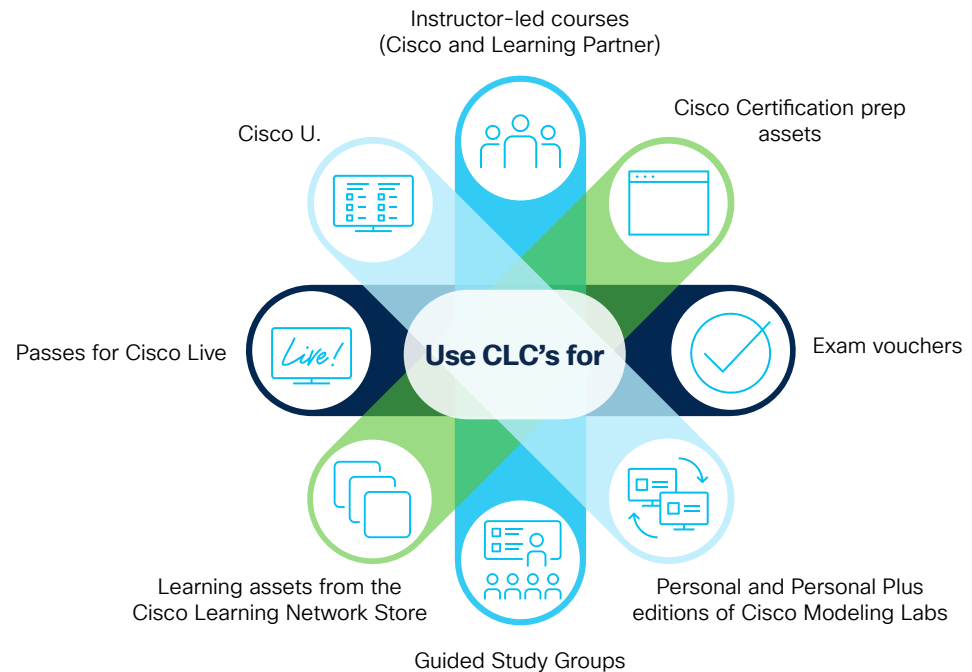 Instructor-led courses
(Cisco and Learning Partner)
Cisco U.
Cisco Certification prep
assets
Passes for Cisco Live
Live!
Use CLC's for
Exam vouchers
Learning assets from the
Cisco Learning Network Store
Personal and Personal Plus
editions of Cisco Modeling Labs
Guided Study Groups